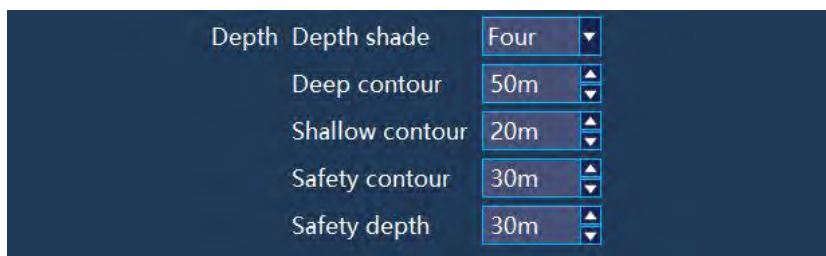 Depth Depth shade Four
Deep contour 50m
Shallow contour 20m
Safety contour 30m
Safety depth 30m